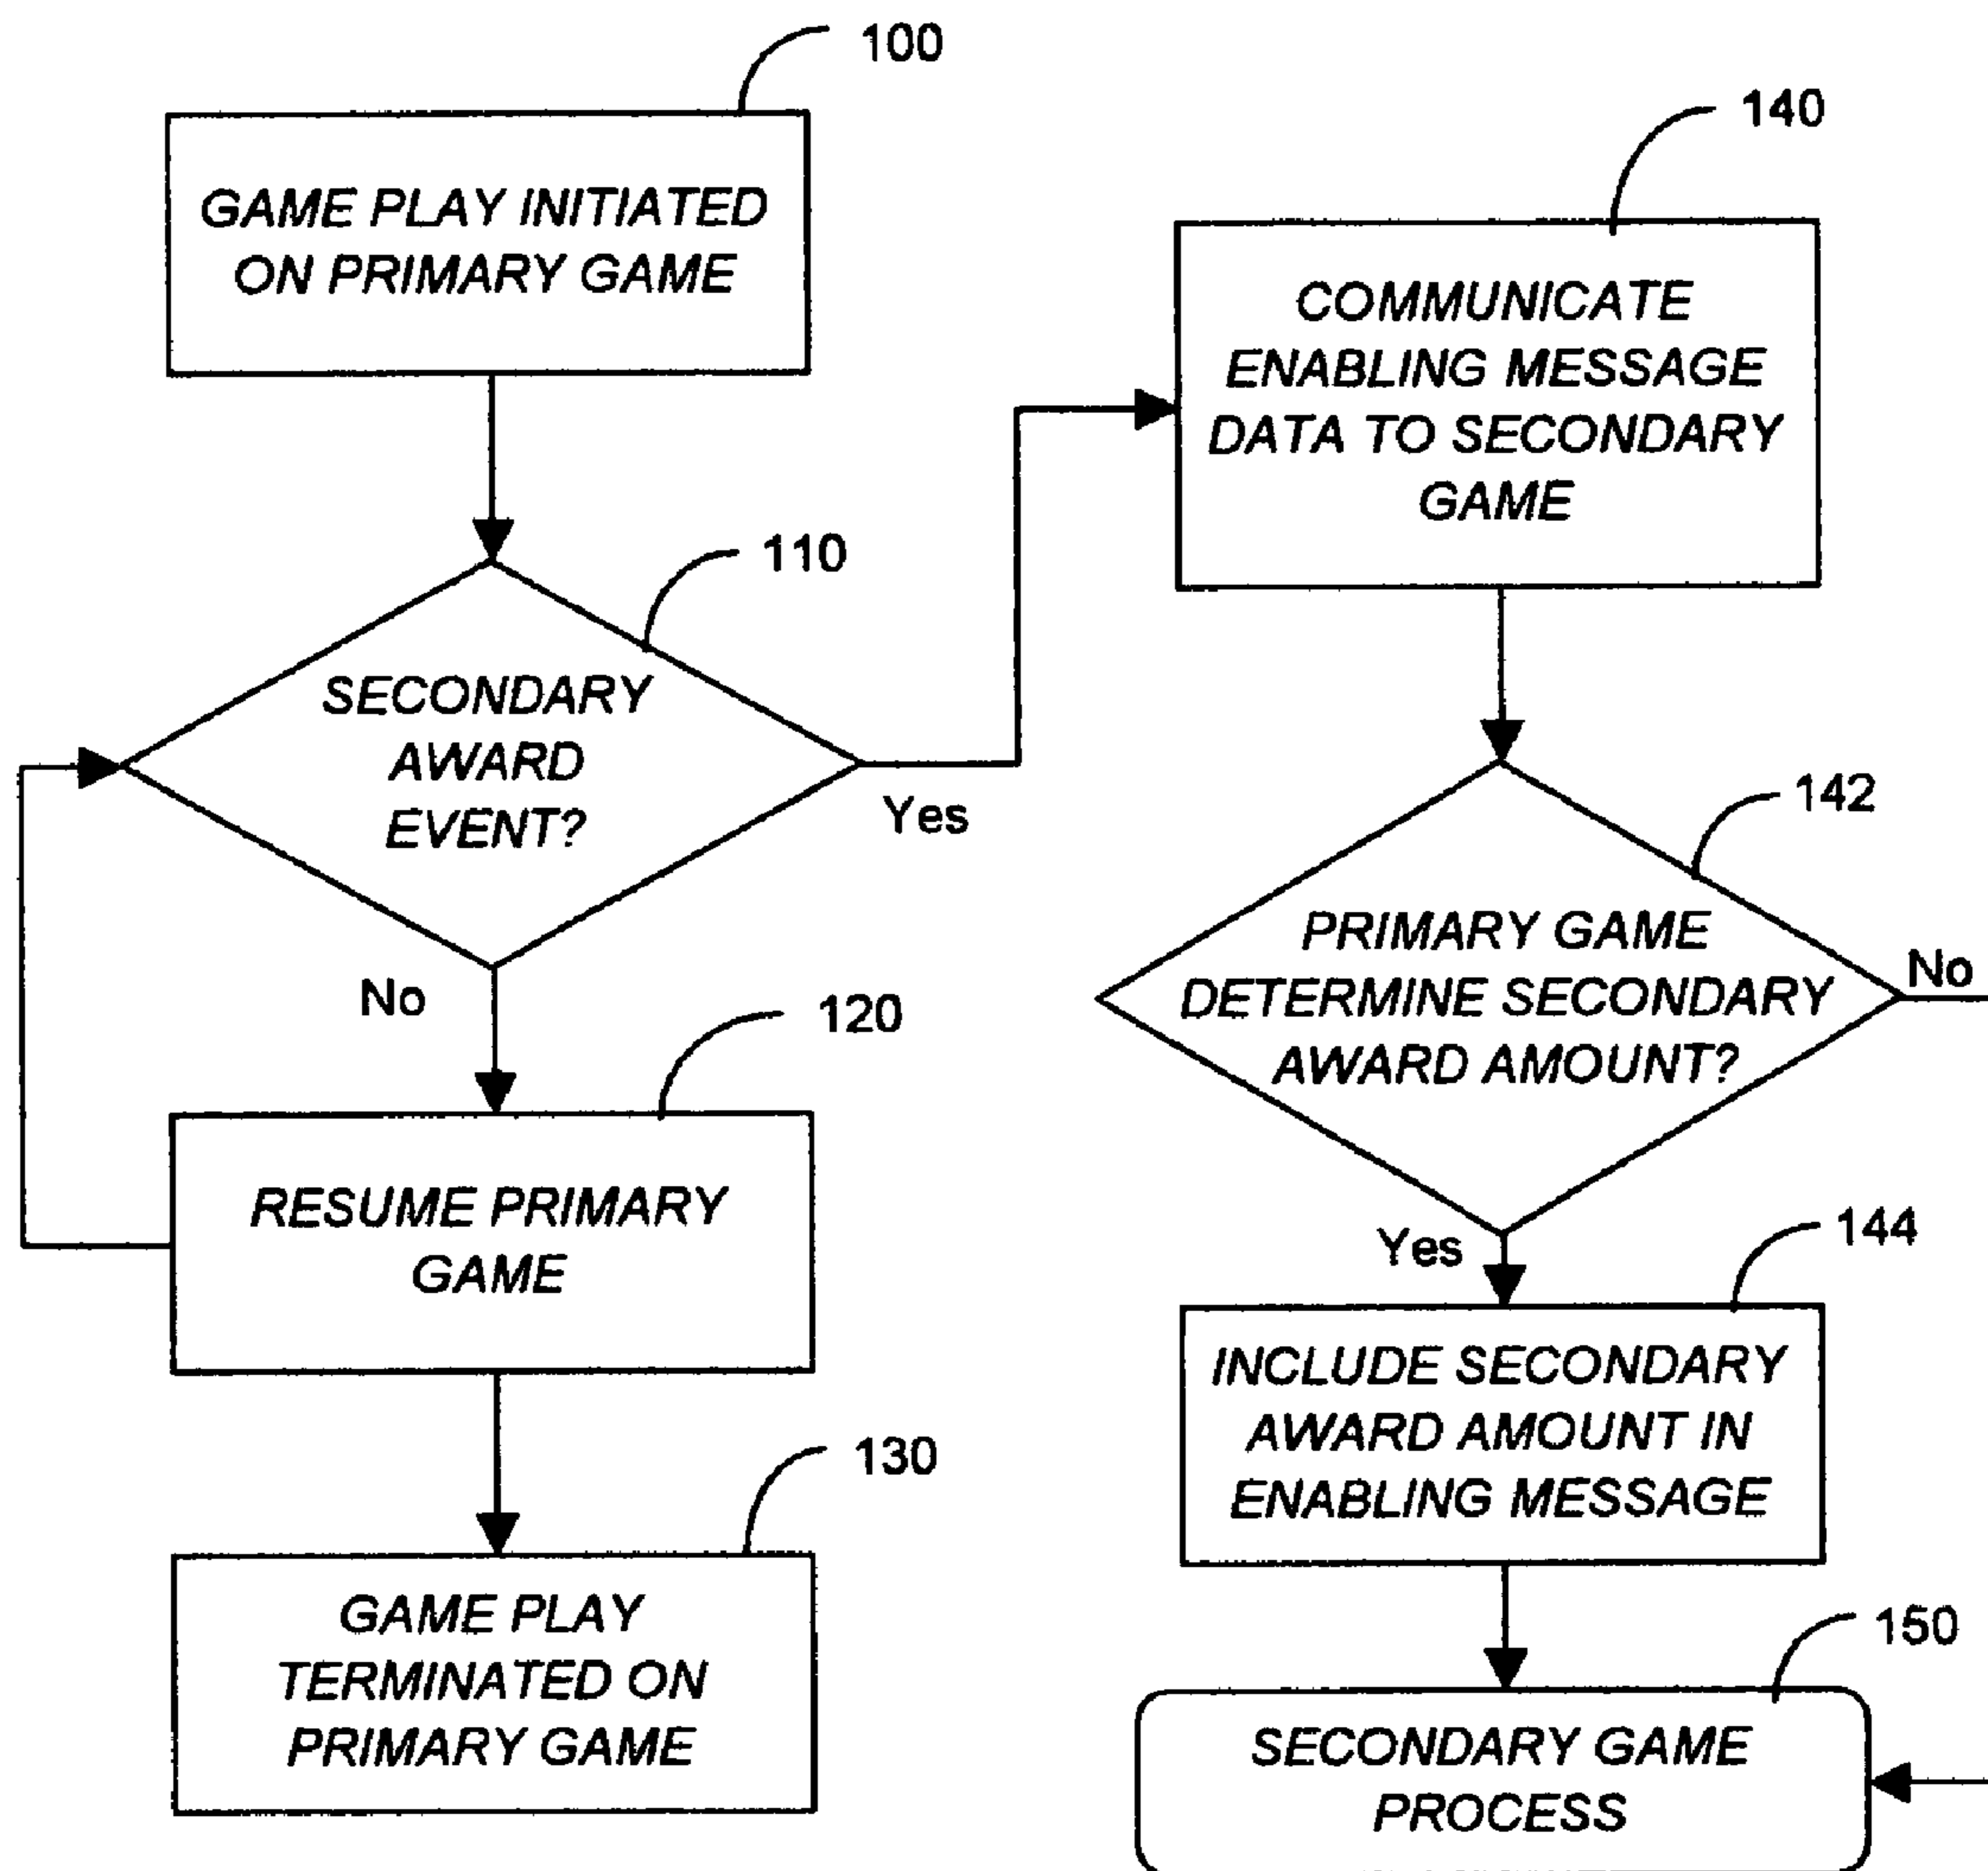 100
GAME PLAY INITIATED
ON PRIMARY GAME
110
SECONDARY
AWARD
EVENT?
Yes
No
120
RESUME PRIMARY
GAME
130
GAME PLAY
TERMINATED ON
PRIMARY GAME
140
COMMUNICATE
ENABLING MESSAGE
DATA TO SECONDARY
GAME
142
PRIMARY GAME
DETERMINE SECONDARY
AWARD AMOUNT?
No
Yes
144
INCLUDE SECONDARY
AWARD AMOUNT IN
ENABLING MESSAGE
150
SECONDARY GAME
PROCESS